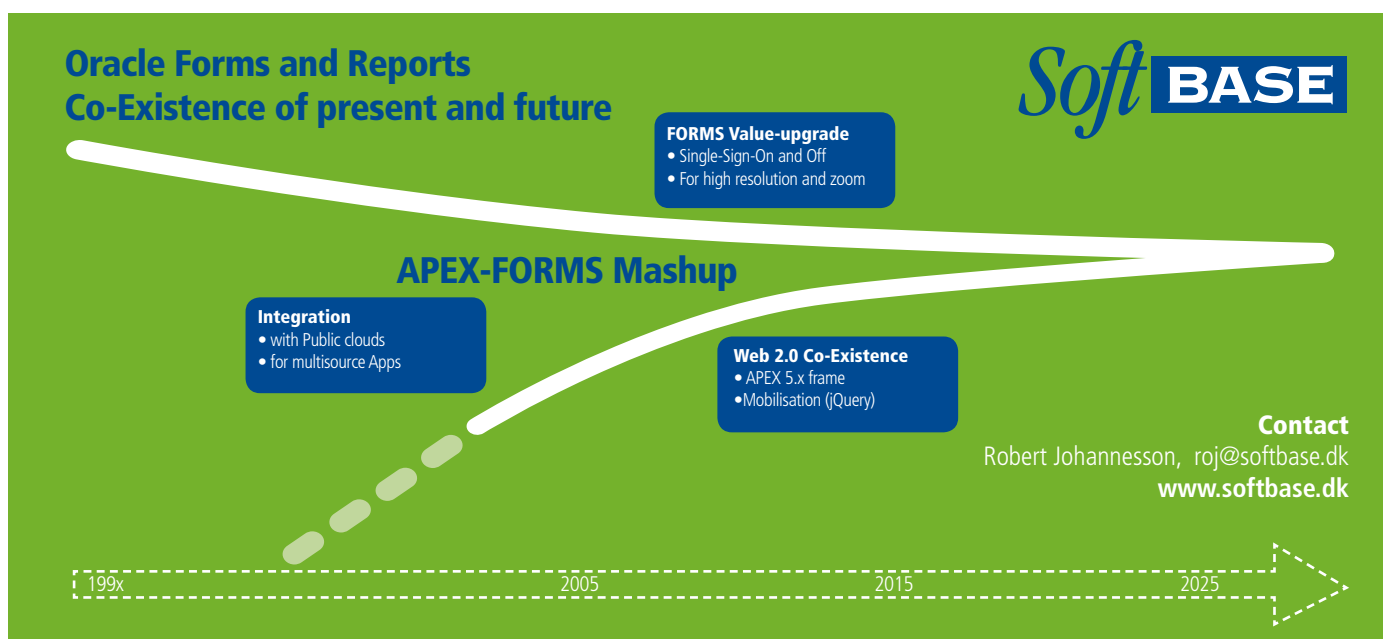 Oracle Forms and Reports
Co-Existence of present and future
Soft BASE
FORMS Value-upgrade
• Single-Sign-On and Off
• For high resolution and zoom
APEX-FORMS Mashup
Integration
• with Public clouds
• for multisource Apps
Web 2.0 Co-Existence
• APEX 5.x frame
•Mobilisation (jQuery)
Contact
Robert Johannesson, roj@softbase.dk
www.softbase.dk
199x 2005 2015 2025